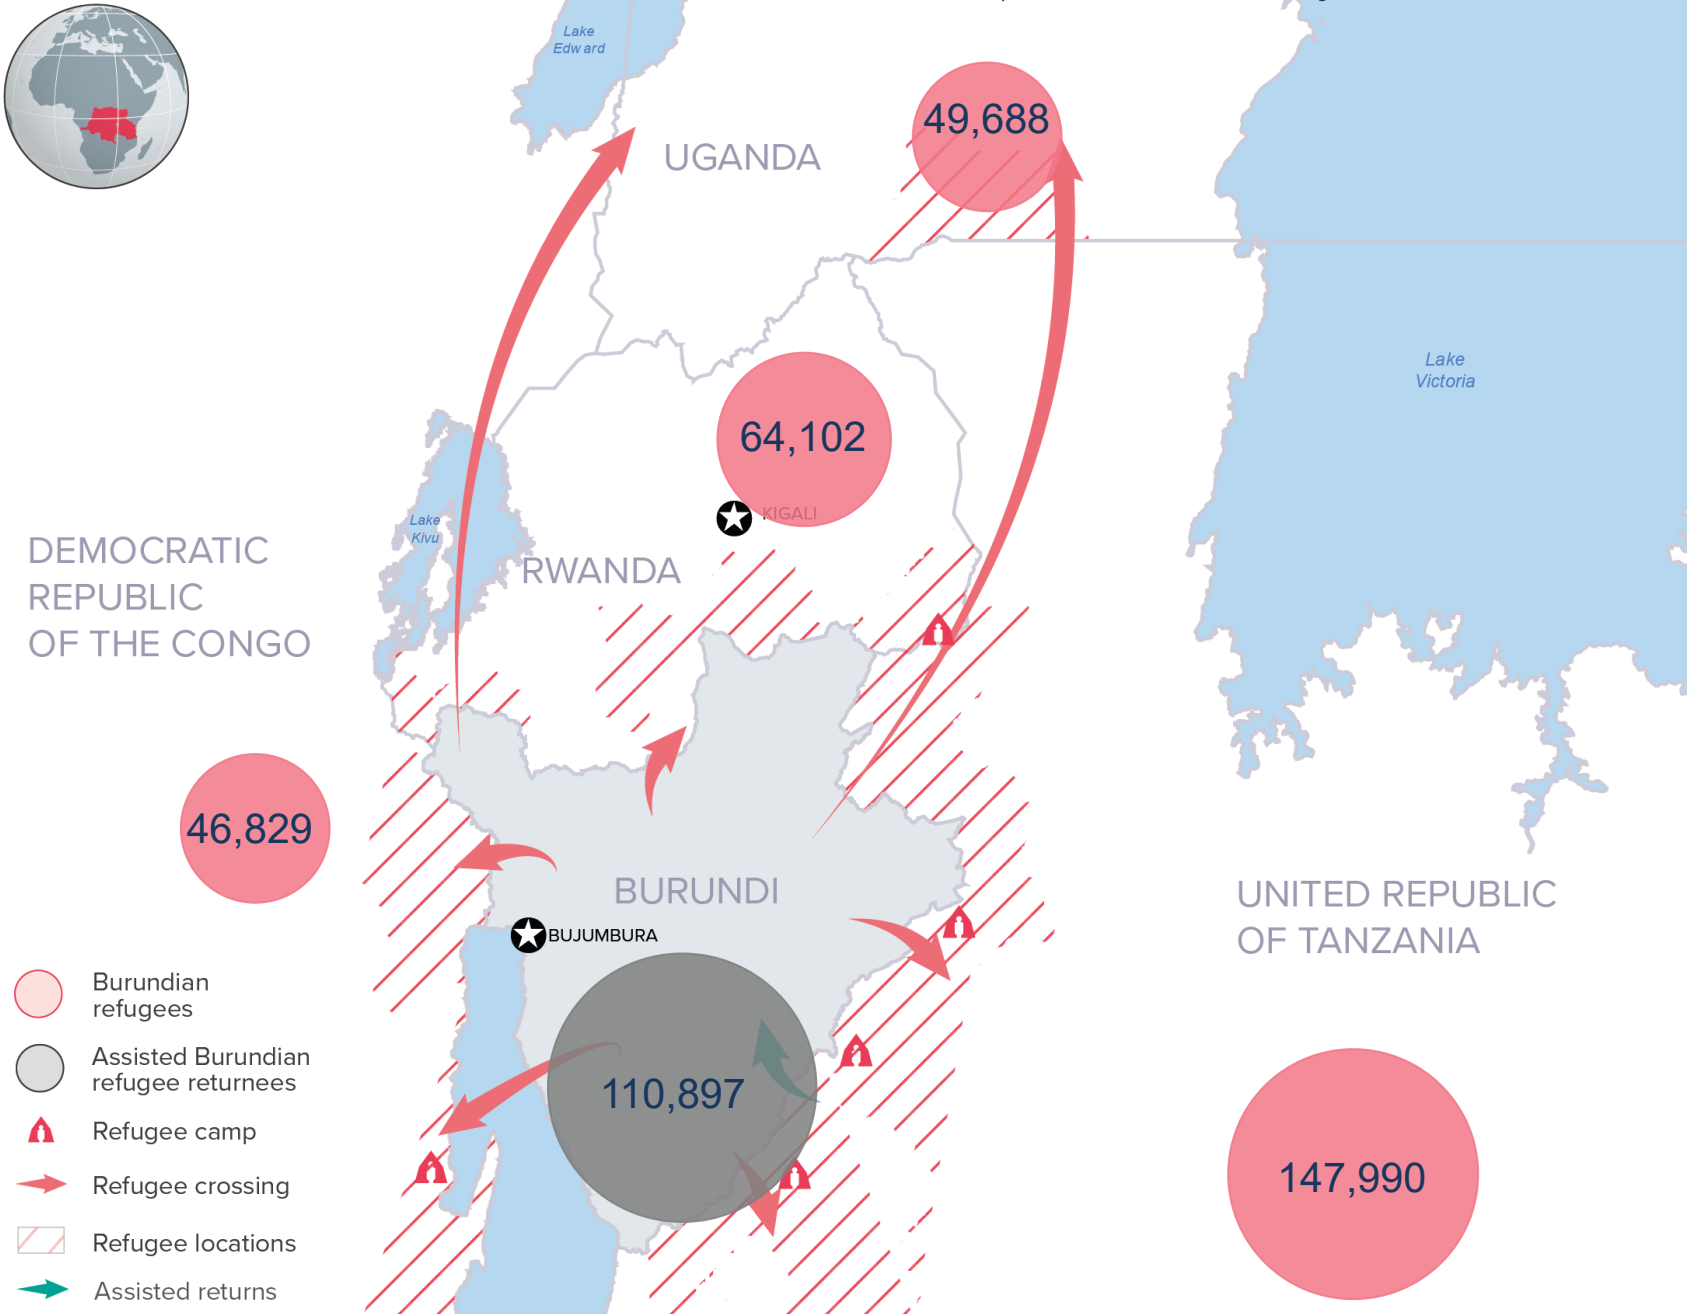 Lake
Edward
49,688
UGANDA
Lake
Victoria
64,102
KIGALI
Lake
Kivu
RWANDA
DEMOCRATIC
REPUBLIC
OF THE CONGO
46,829
BURUNDI
BUJUMBURA
UNITED REPUBLIC
OF TANZANIA
110,897
147,990
Burundian
refugees
Assisted Burundian
refugee returnees
Refugee camp
Refugee crossing
Refugee locations
Assisted returns